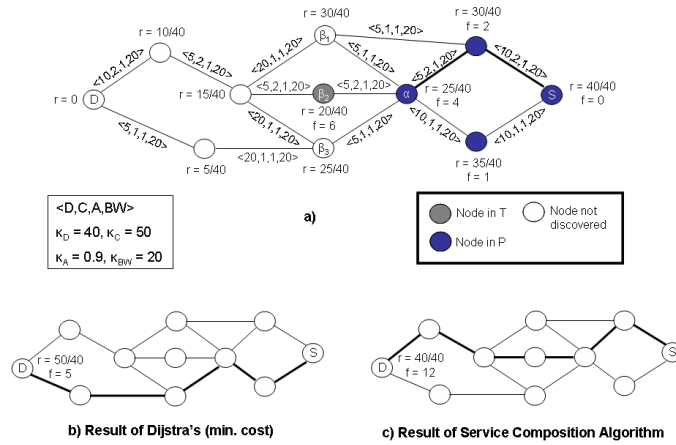 r = 30/40
β1
<5,1,1,20>
r = 30/40
f = 2
r = 10/40
<10,2,1,20>
<5,2,1,20>
<20,1,1,20>
<5,1,1,20>
<5,2,1,20>
<10,2,1,20>
r = 0
D
r = 15/40
<5,2,1,20>
β2
<5,2,1,20>
α
r = 25/40
f = 4
S
r = 40/40
f = 0
r = 20/40
f = 6
<5,1,1,20>
<20,1,1,20>
<5,1,1,20>
<10,1,1,20>
<10,1,1,20>
r = 5/40
<20,1,1,20>
β3
r = 25/40
r = 35/40
f = 1
<D,C,A,BW>
κD = 40, κC = 50
κA = 0.9, κBW = 20
a)
Node in T
Node not discovered
Node in P
D
r = 50/40
f = 5
S
D
r = 40/40
f = 12
S
b) Result of Dijstra's (min. cost)
c) Result of Service Composition Algorithm